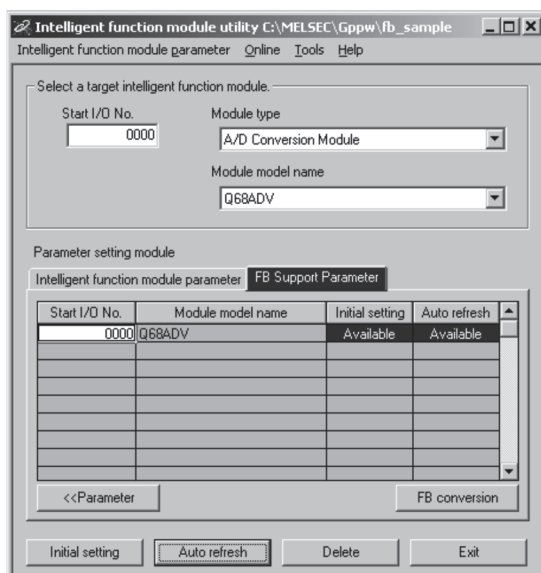 Intelligent function module utility C:\MELSEC\Gppw\fb_sample
Intelligent function module parameter Online Tools Help
Select a target intelligent function module.
Start I/O No. Module type
0000 A/D Conversion Module
Module model name
Q68ADV
Parameter setting module
Intelligent function module parameter FB Support Parameter
Start I/O No. Module model name Initial setting Auto refresh
0000 Q68ADV Available Available
<<Parameter FB conversion
Initial setting Auto refresh Delete Exit